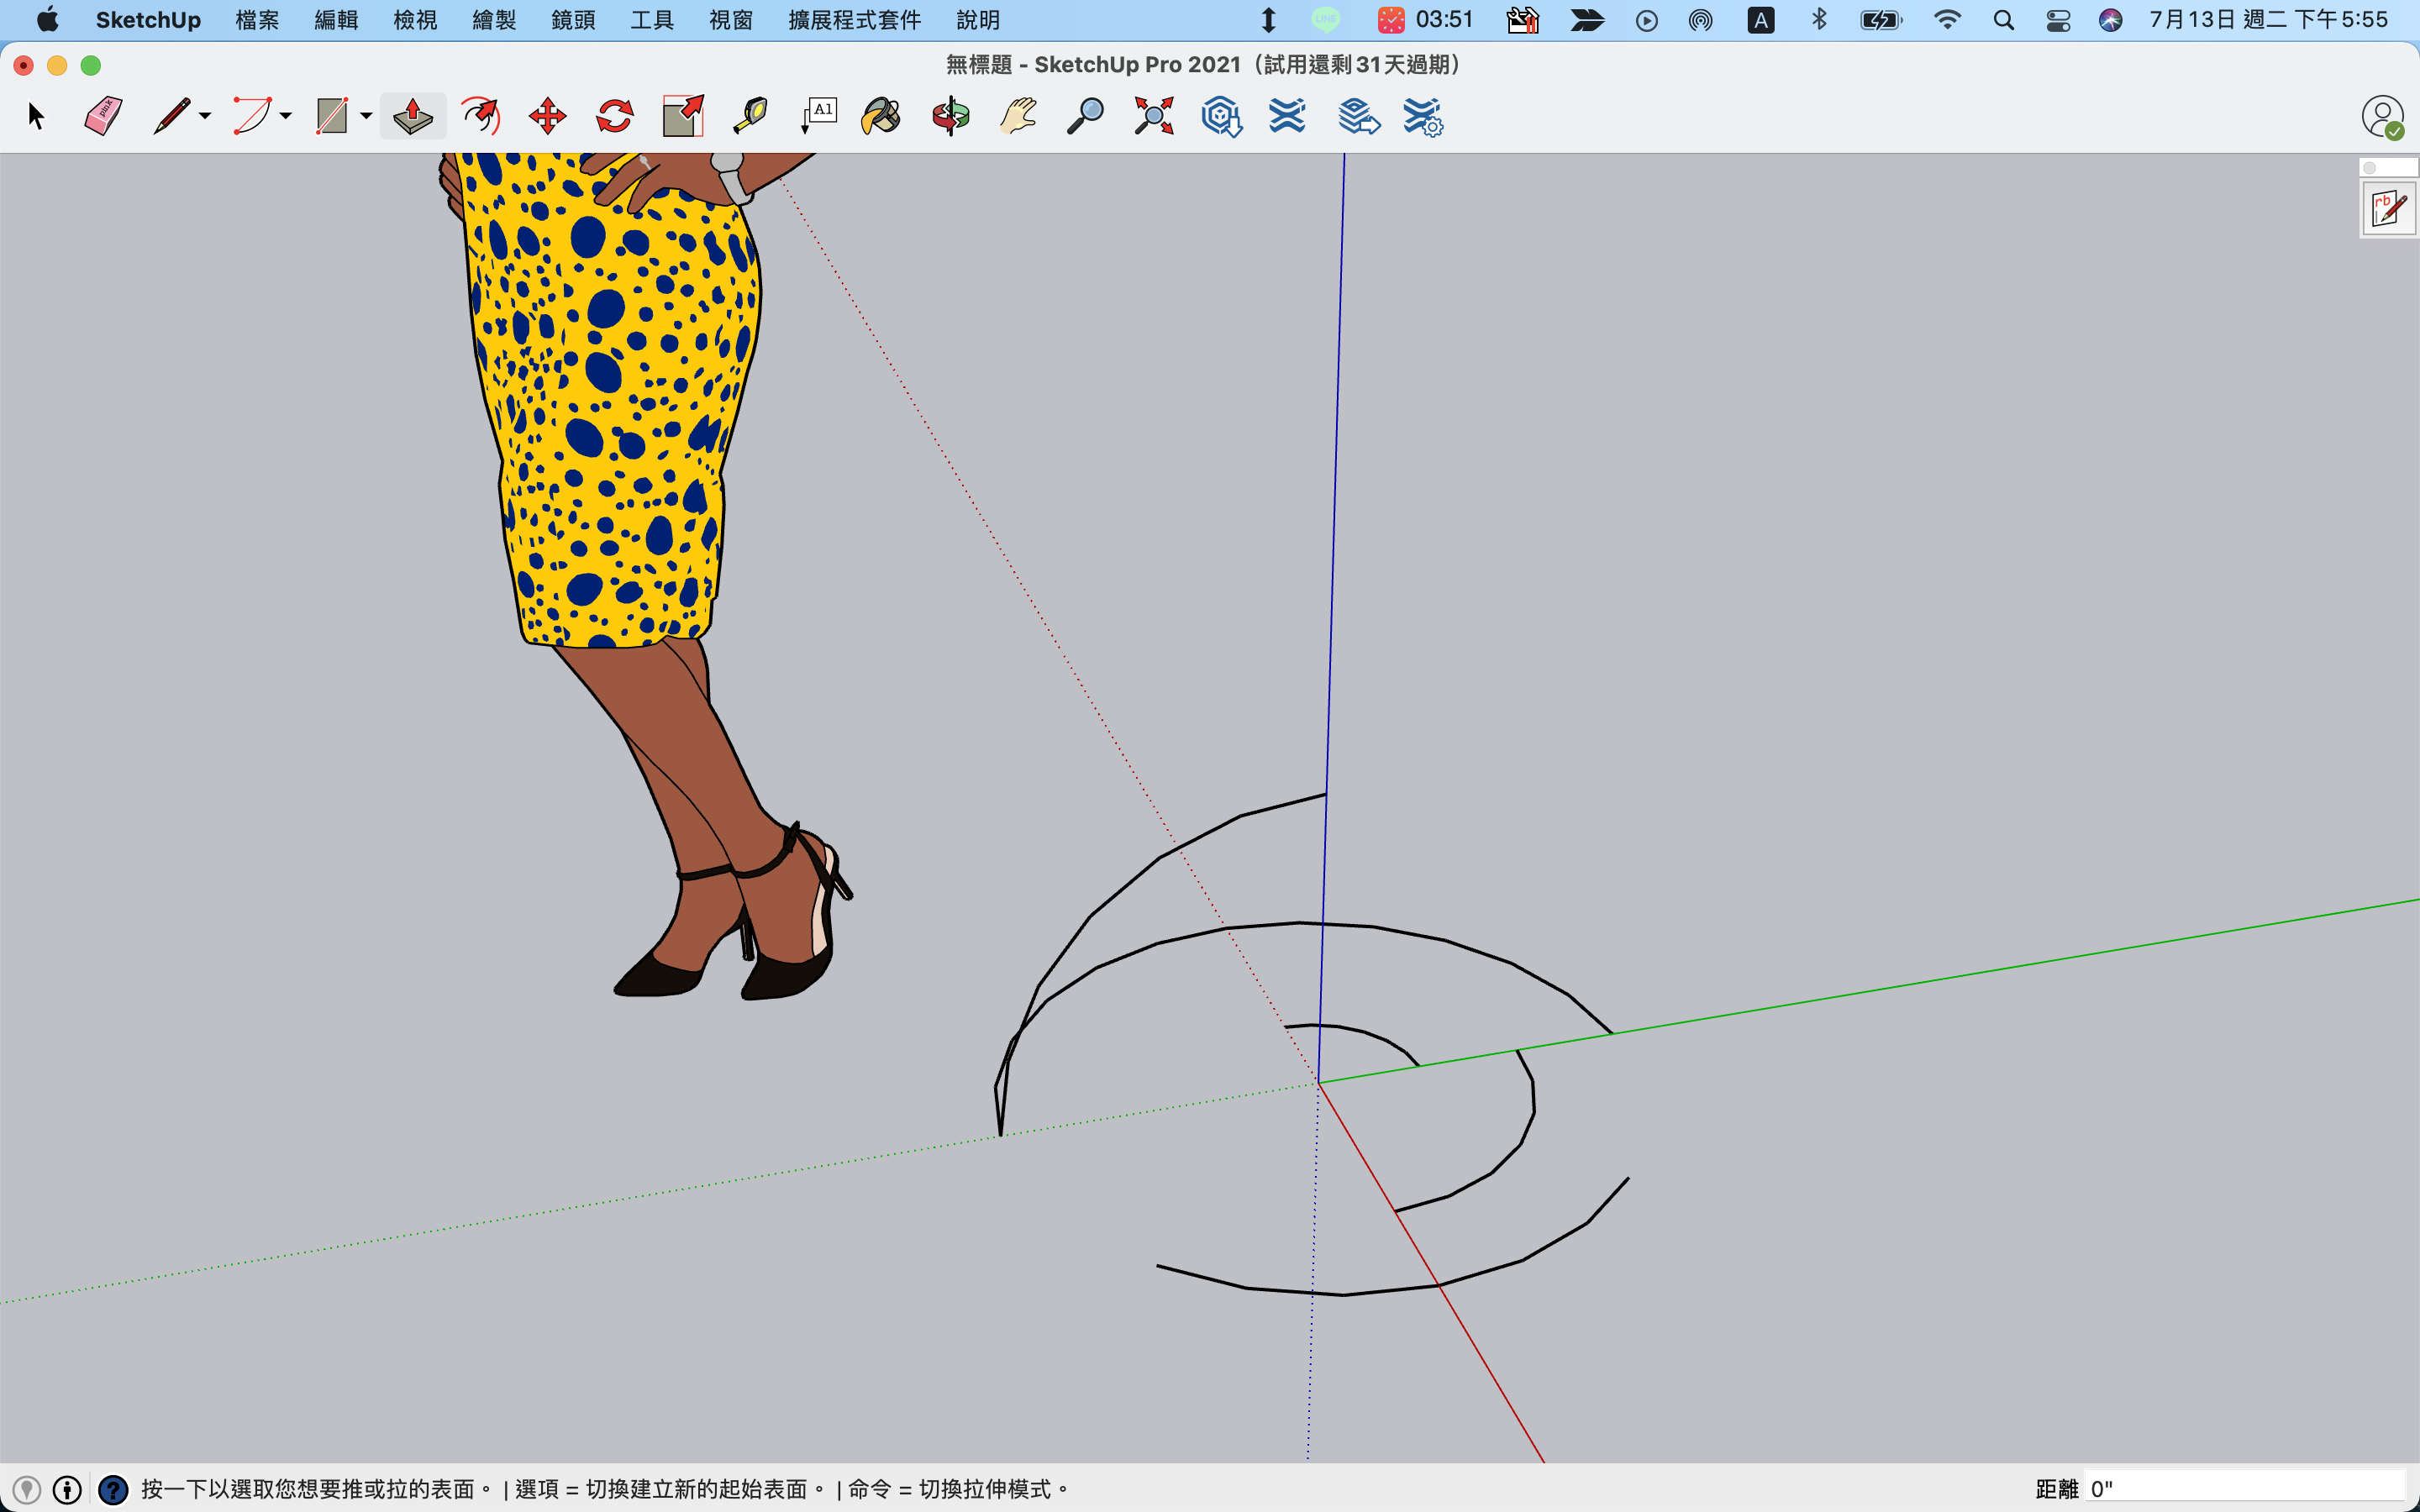 SketchUp 檔案 編輯 檢視 繪製 鏡頭 工具 視窗 擴展程式套件 說明 LINE 03:51 A 7月13日 週二 下午5:55
無標題 - SketchUp Pro 2021（試用還剩31天過期）
pink A1
rb
按一下以選取您想要推或拉的表面。 | 選項 = 切換建立新的起始表面。 | 命令 = 切換拉伸模式。 距離 0"